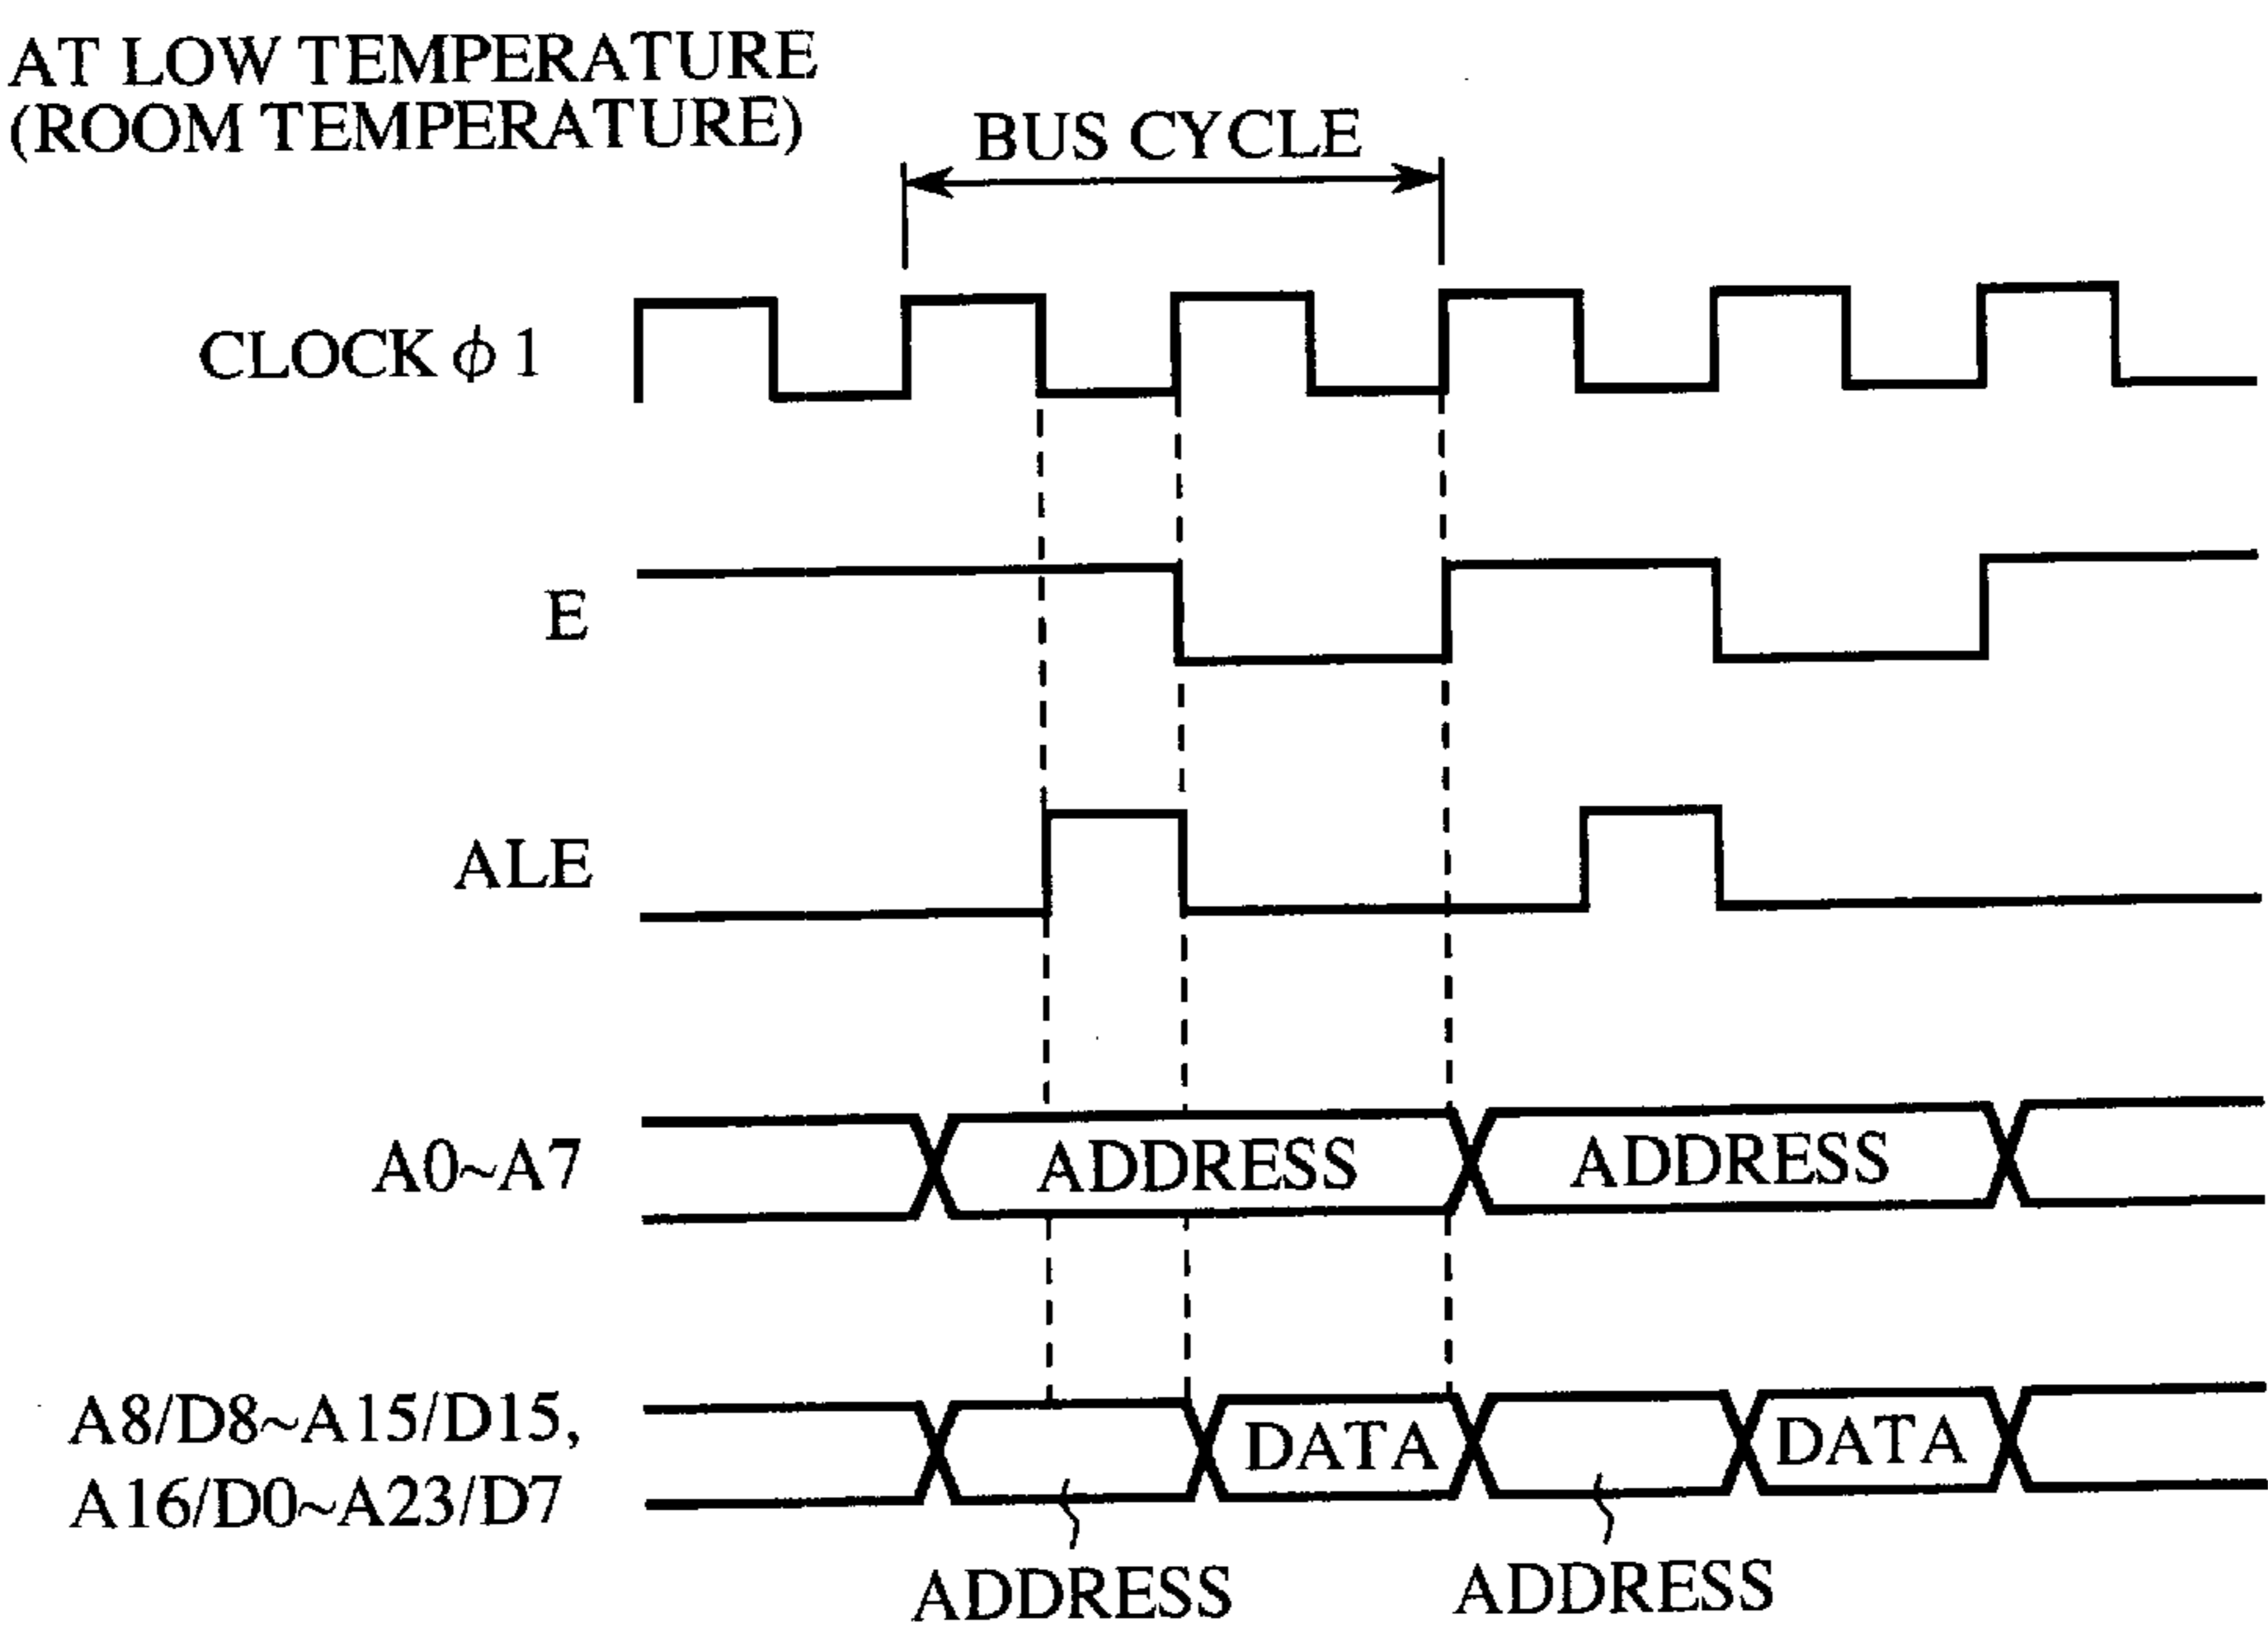 AT LOW TEMPERATURE
(ROOM TEMPERATURE)
BUS CYCLE
CLOCK ϕ 1
E
ALE
A0~A7
ADDRESS
ADDRESS
A8/D8~A15/D15,
A16/D0~A23/D7
DATA
DATA
ADDRESS
ADDRESS